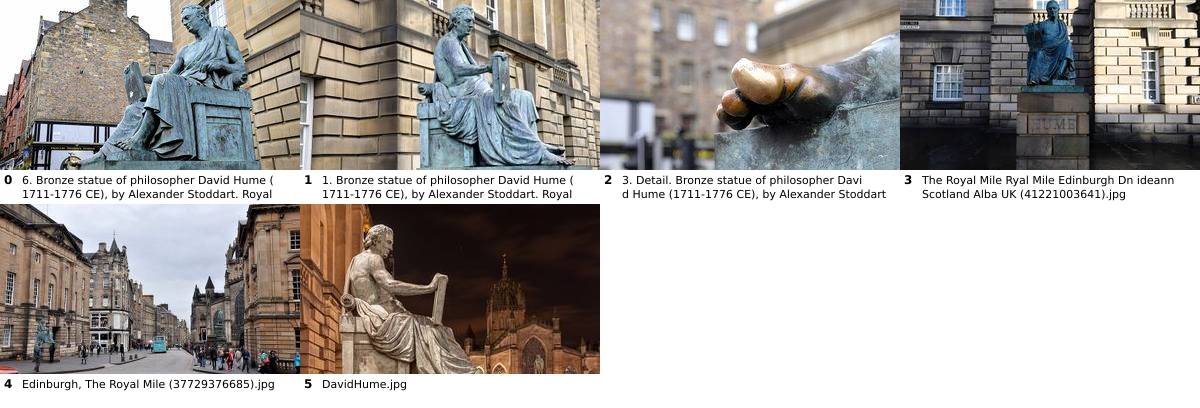 HUME
0 6. Bronze statue of philosopher David Hume (
1711-1776 CE), by Alexander Stoddart. Royal
1 1. Bronze statue of philosopher David Hume (
1711-1776 CE), by Alexander Stoddart. Royal
2 3. Detail. Bronze statue of philosopher Davi
d Hume (1711-1776 CE), by Alexander Stoddart
3 The Royal Mile Ryal Mile Edinburgh Dn ideann
Scotland Alba UK (41221003641).jpg
4 Edinburgh, The Royal Mile (37729376685).jpg
5 DavidHume.jpg